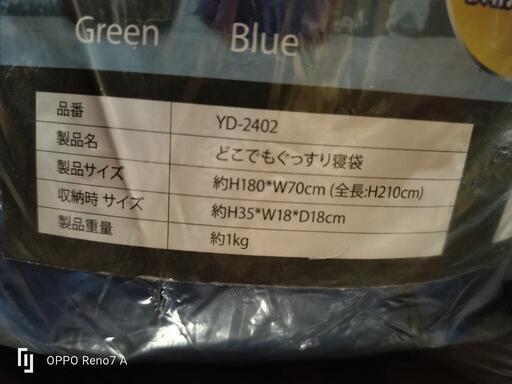 Green Blue
品番 YD-2402
製品名 どこでもぐっすり寝袋
製品サイズ 約H180*W70cm (全長:H210cm)
収納時 サイズ 約H35*W18*D18cm
製品重量 約1kg
OPPO Reno7 A